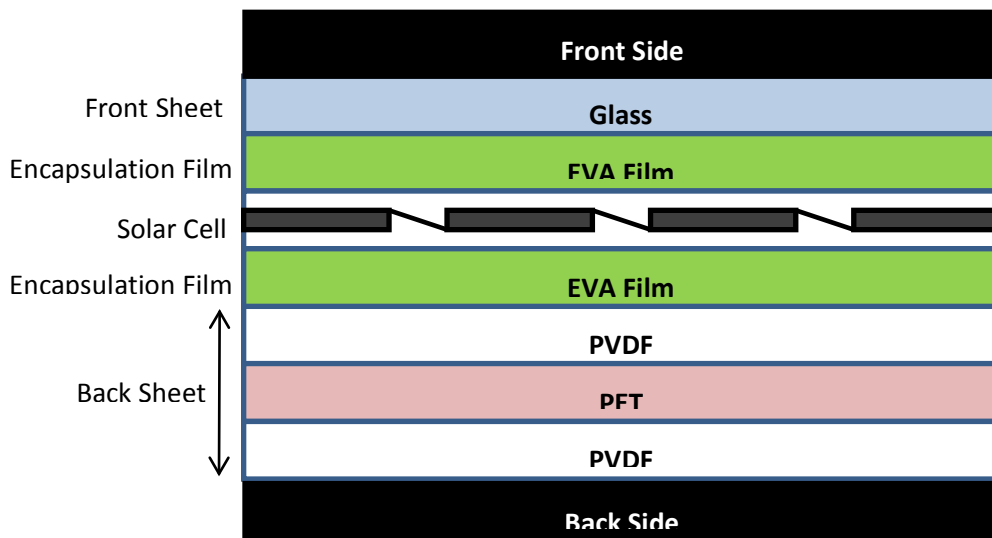 Front Side
Front Sheet
Glass
Encapsulation Film
EVA Film
Solar Cell
Encapsulation Film
EVA Film
PVDF
Back Sheet
PET
PVDF
Back Side